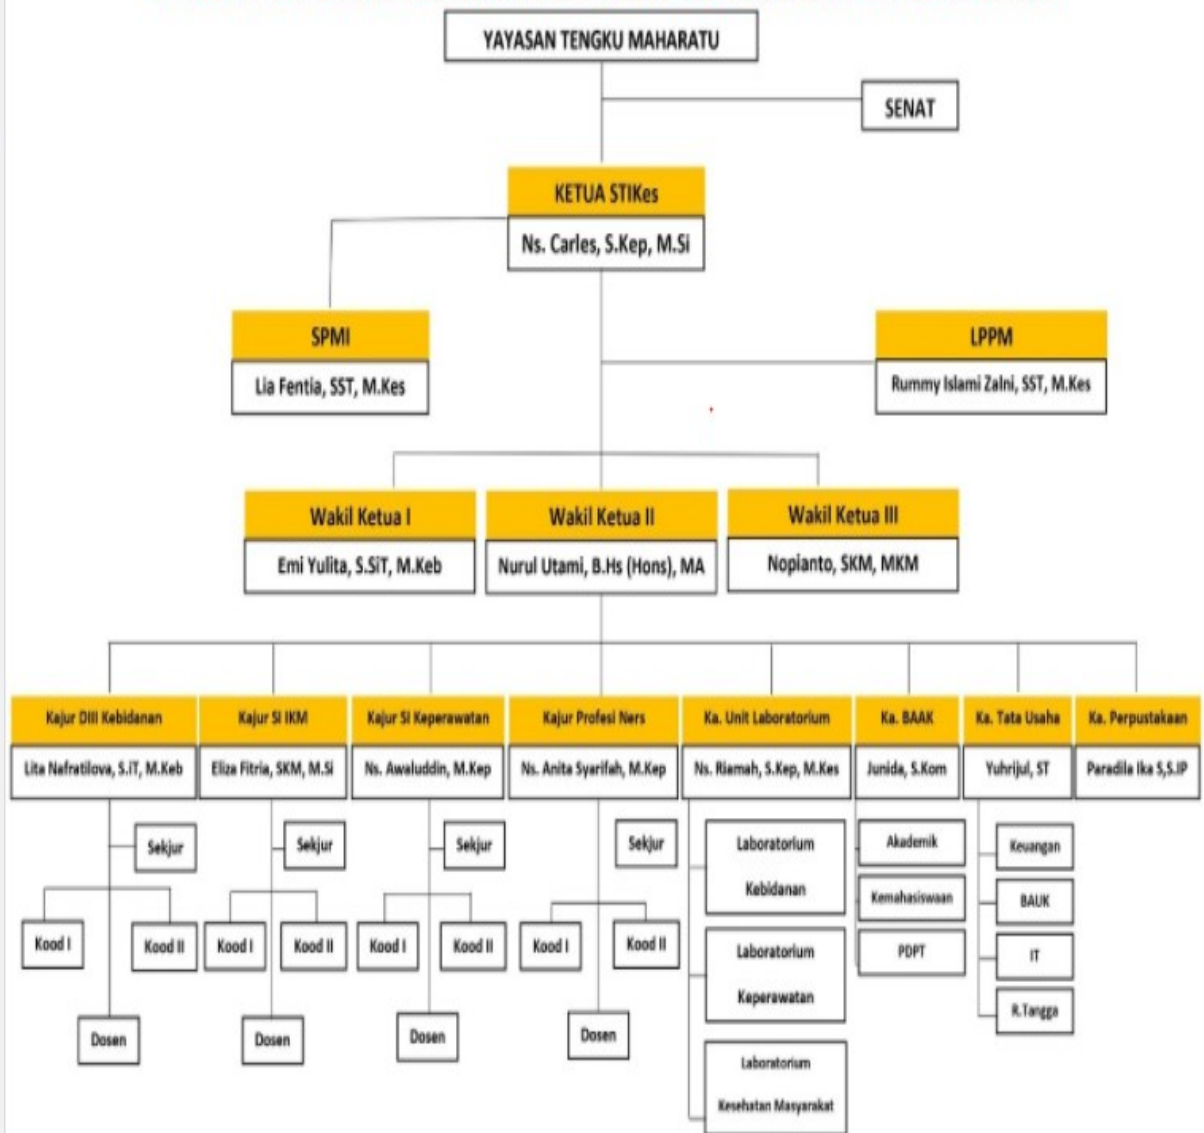 YAYASAN TENGKU MAHARATU
SENAT
KETUA STIKes
Ns. Carles, S.Kep, M.Si
SPMI
Lia Fentia, SST, M.Kes
LPPM
Rummy Islami Zalni, SST, M.Kes
Wakil Ketua I
Emi Yulita, S.SiT, M.Keb
Wakil Ketua II
Nurul Utami, B.Hs (Hons), MA
Wakil Ketua III
Nopianto, SKM, MKM
Kajur DIII Kebidanan
Lita Nafratilova, S.iT, M.Keb
Kajur SI IKM
Eliza Fitria, SKM, M.Si
Kajur SI Keperawatan
Ns. Awaluddin, M.Kep
Kajur Profesi Ners
Ns. Anita Syarifah, M.Kep
Ka. Unit Laboratorium
Ns. Riamah, S.Kep, M.Kes
Ka. BAAK
Junida, S.Kom
Ka. Tata Usaha
Yuhrijul, ST
Ka. Perpustakaan
Paradila Ika S,S.IP
Sekjur
Kood I
Kood II
Dosen
Sekjur
Kood I
Kood II
Dosen
Sekjur
Kood I
Kood II
Dosen
Sekjur
Kood I
Kood II
Dosen
Laboratorium
Kebidanan
Laboratorium
Keperawatan
Laboratorium
Kesehatan Masyarakat
Akademik
Kemahasiswaan
PDPT
Keuangan
BAUK
IT
R.Tangga